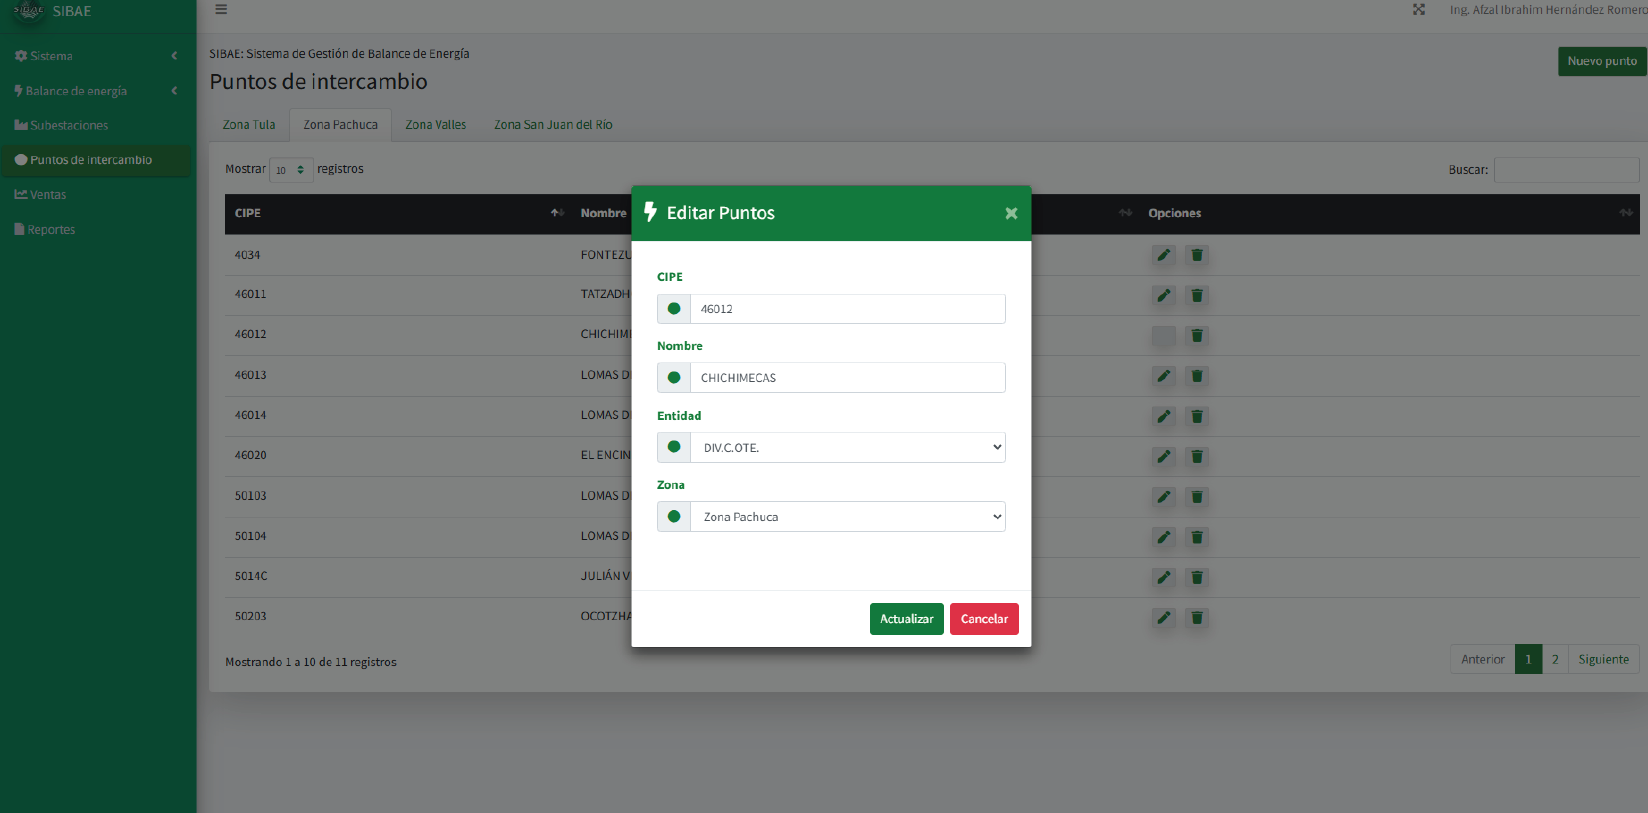 SIBAE
Ing. Afzal Ibrahim Hernández Romero
Sistema
Balance de energía
Subestaciones
Puntos de intercambio
Ventas
Reportes
SIBAE: Sistema de Gestión de Balance de Energía
Puntos de intercambio
Nuevo punto
Zona Tula
Zona Pachuca
Zona Valles
Zona San Juan del Río
Mostrar 10 registros
Buscar:
CIPE
Nombre
Opciones
4034
FONTEZU
46011
TATZADH
46012
CHICHIM
46013
LOMAS D
46014
LOMAS D
46020
EL ENCIN
50103
LOMAS D
50104
LOMAS D
5014C
JULIÁN V
50203
OCOTZHA
Mostrando 1 a 10 de 11 registros
Anterior 1 2 Siguiente
Editar Puntos
CIPE
46012
Nombre
CHICHIMECAS
Entidad
DIV.C.OTE.
Zona
Zona Pachuca
Actualizar
Cancelar